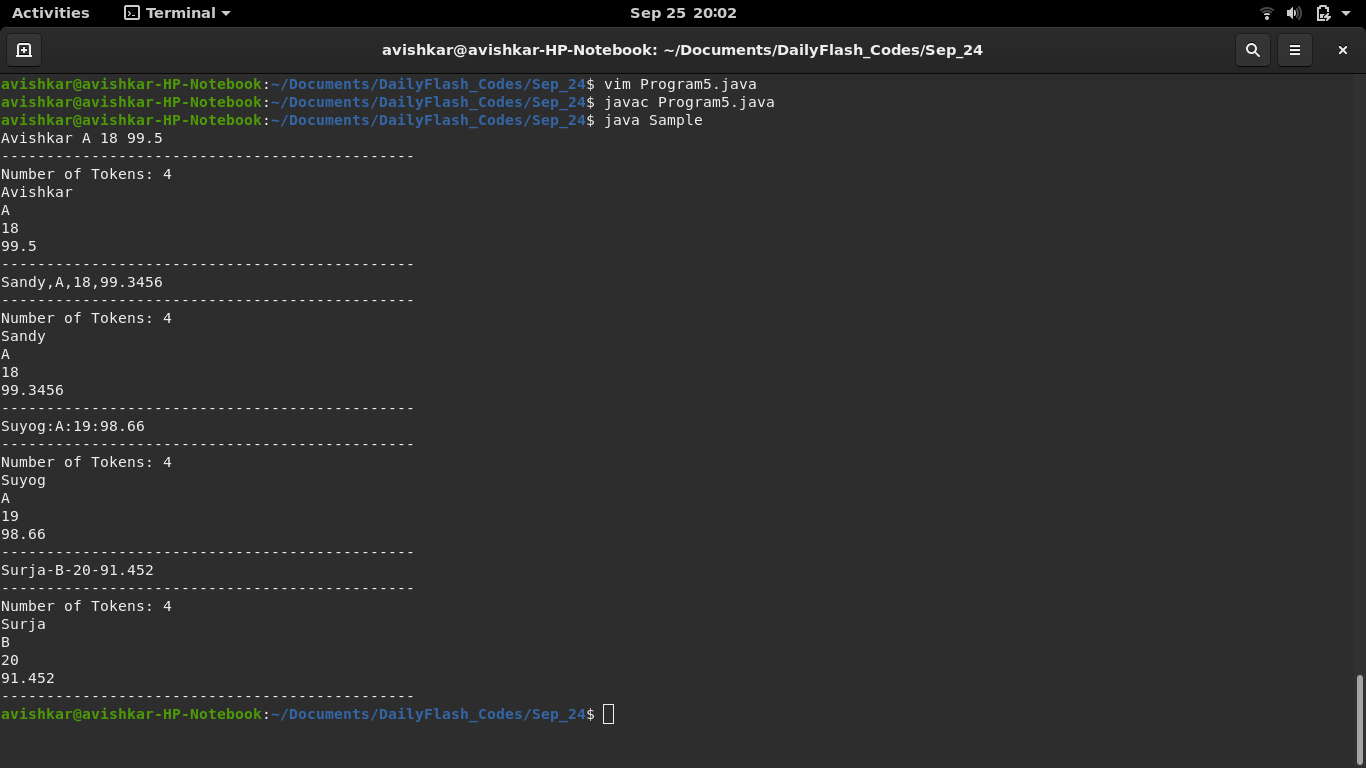 Activities Terminal Sep 25 20:02
avishkar@avishkar-HP-Notebook: ~/Documents/DailyFlash_Codes/Sep_24
avishkar@avishkar-HP-Notebook:~/Documents/DailyFlash_Codes/Sep_24$ vim Program5.java
avishkar@avishkar-HP-Notebook:~/Documents/DailyFlash_Codes/Sep_24$ javac Program5.java
avishkar@avishkar-HP-Notebook:~/Documents/DailyFlash_Codes/Sep_24$ java Sample
Avishkar A 18 99.5
----------------------------------------------
Number of Tokens: 4
Avishkar
A
18
99.5
----------------------------------------------
Sandy,A,18,99.3456
----------------------------------------------
Number of Tokens: 4
Sandy
A
18
99.3456
----------------------------------------------
Suyog:A:19:98.66
----------------------------------------------
Number of Tokens: 4
Suyog
A
19
98.66
----------------------------------------------
Surja-B-20-91.452
----------------------------------------------
Number of Tokens: 4
Surja
B
20
91.452
----------------------------------------------
avishkar@avishkar-HP-Notebook:~/Documents/DailyFlash_Codes/Sep_24$